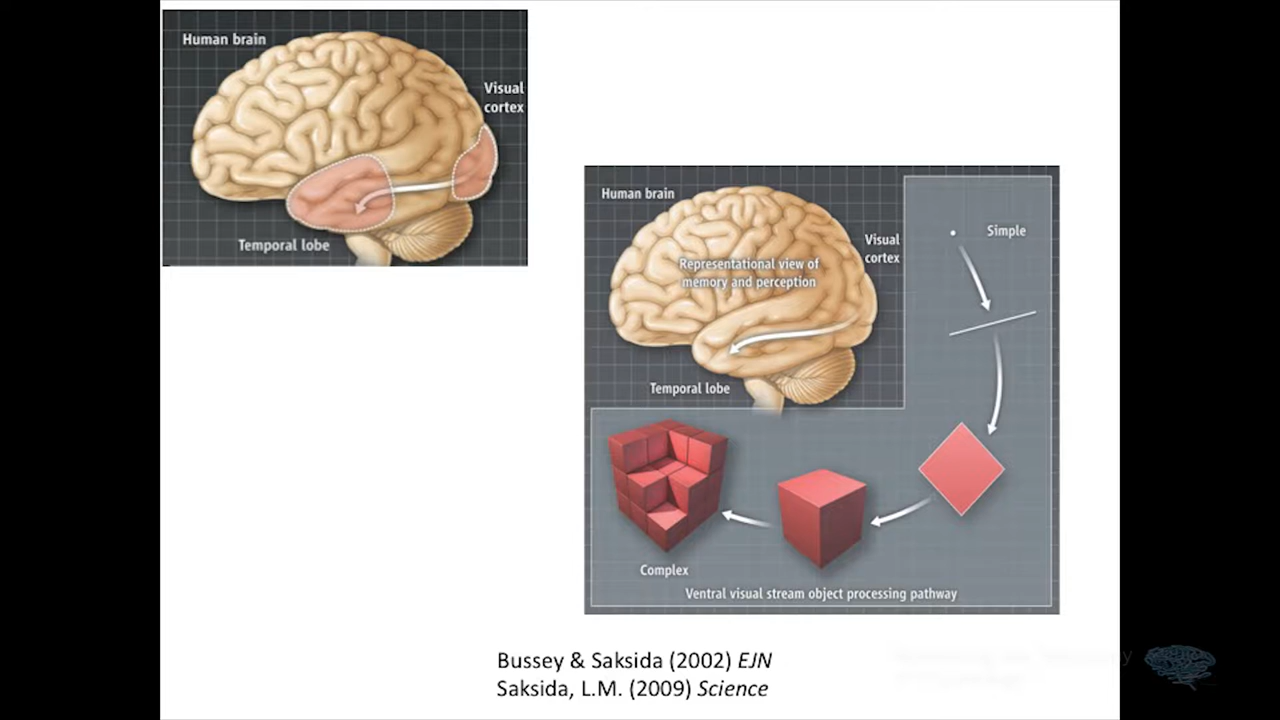 Human brain
Visual
cortex
Temporal lobe
Human brain
Visual
cortex
Representational view of
memory and perception
Temporal lobe
Simple
Complex
Ventral visual stream object processing pathway
Bussey & Saksida (2002) EJN
Saksida, L.M. (2009) Science